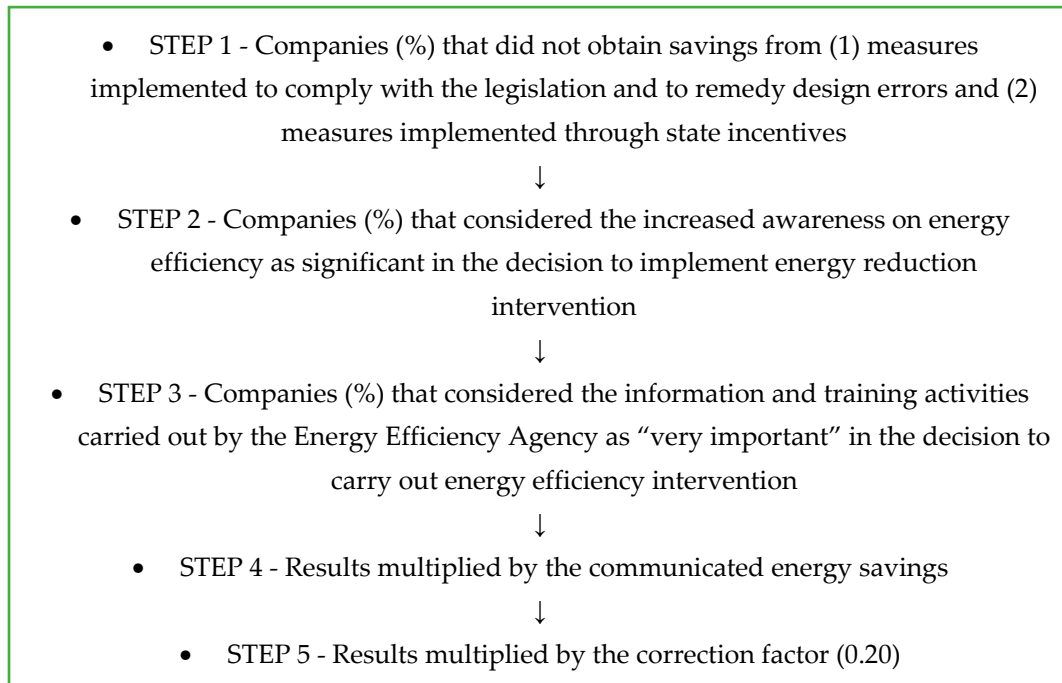 • STEP 1 - Companies (%) that did not obtain savings from (1) measures
implemented to comply with the legislation and to remedy design errors and (2)
measures implemented through state incentives
↓
• STEP 2 - Companies (%) that considered the increased awareness on energy
efficiency as significant in the decision to implement energy reduction
intervention
↓
• STEP 3 - Companies (%) that considered the information and training activities
carried out by the Energy Efficiency Agency as “very important” in the decision to
carry out energy efficiency intervention
↓
• STEP 4 - Results multiplied by the communicated energy savings
↓
• STEP 5 - Results multiplied by the correction factor (0.20)